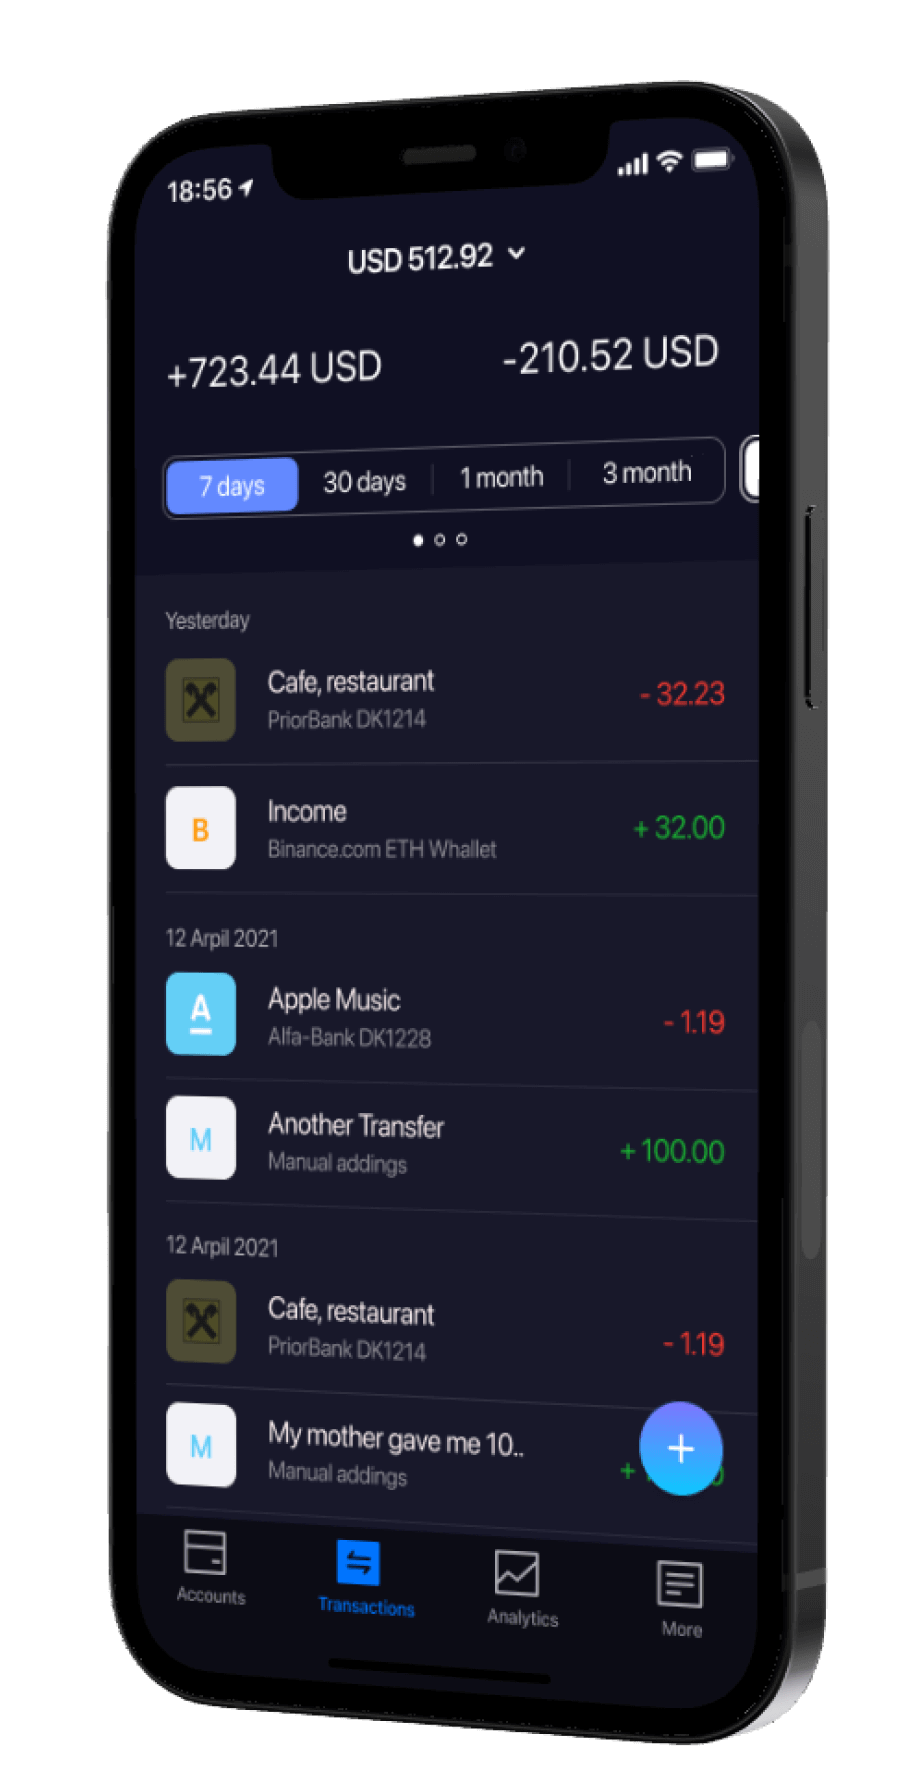 18:56
USD 512.92
+723.44 USD
-210.52 USD
7 days
30 days
1 month
3 month
Yesterday
Cafe, restaurant
- 32.23
PriorBank DK1214
B
Income
+ 32.00
Binance.com ETH Whallet
12 Arpil 2021
A
Apple Music
- 1.19
Alfa-Bank DK1228
M
Another Transfer
+ 100.00
Manual addings
12 Arpil 2021
Cafe, restaurant
- 1.19
PriorBank DK1214
M
My mother gave me 10..
Manual addings
+
Accounts
Transactions
Analytics
More